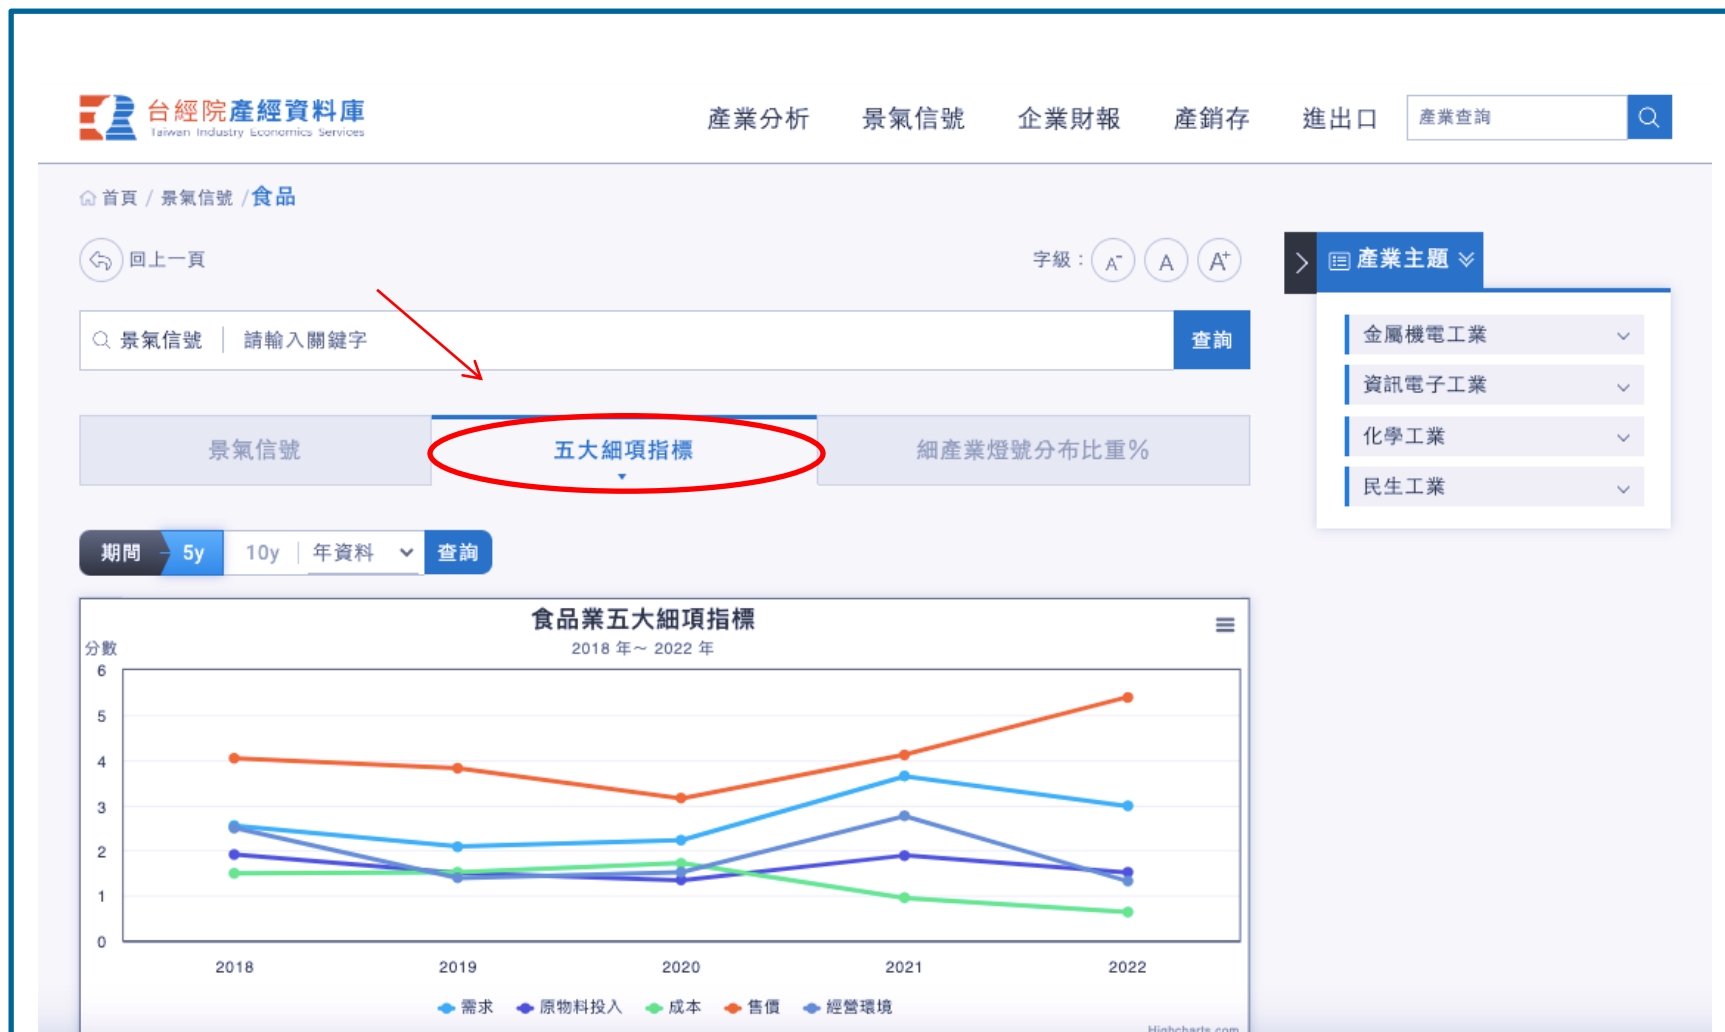 台經院產經資料庫
Taiwan Industry Economics Services
產業分析 景氣信號 企業財報 產銷存 進出口 產業查詢
首頁 / 景氣信號 /食品
回上一頁
字級： A- A A+
產業主題
景氣信號 請輸入關鍵字 查詢
金屬機電工業
資訊電子工業
化學工業
民生工業
景氣信號 五大細項指標 細產業燈號分布比重%
期間 5y 10y 年資料 查詢
食品業五大細項指標
2018 年～ 2022 年
分數
6
5
4
3
2
1
0
2018 2019 2020 2021 2022
需求 原物料投入 成本 售價 經營環境
Highcharts.com